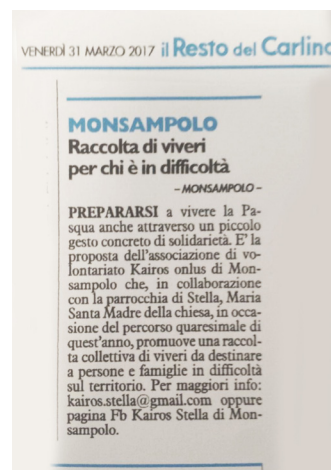 VENERDÌ 31 MARZO 2017 il Resto del Carlino
MONSAMPOLO
Raccolta di viveri
per chi è in difficoltà
– MONSAMPOLO –
PREPARARSI a vivere la Pa-
squa anche attraverso un piccolo
gesto concreto di solidarietà. E' la
proposta dell'associazione di vo-
lontariato Kairos onlus di Mon-
sampolo che, in collaborazione
con la parrocchia di Stella, Maria
Santa Madre della chiesa, in occa-
sione del percorso quaresimale di
quest'anno, promuove una raccol-
ta collettiva di viveri da destinare
a persone e famiglie in difficoltà
sul territorio. Per maggiori info:
kairos.stella@gmail.com oppure
pagina Fb Kairos Stella di Mon-
sampolo.